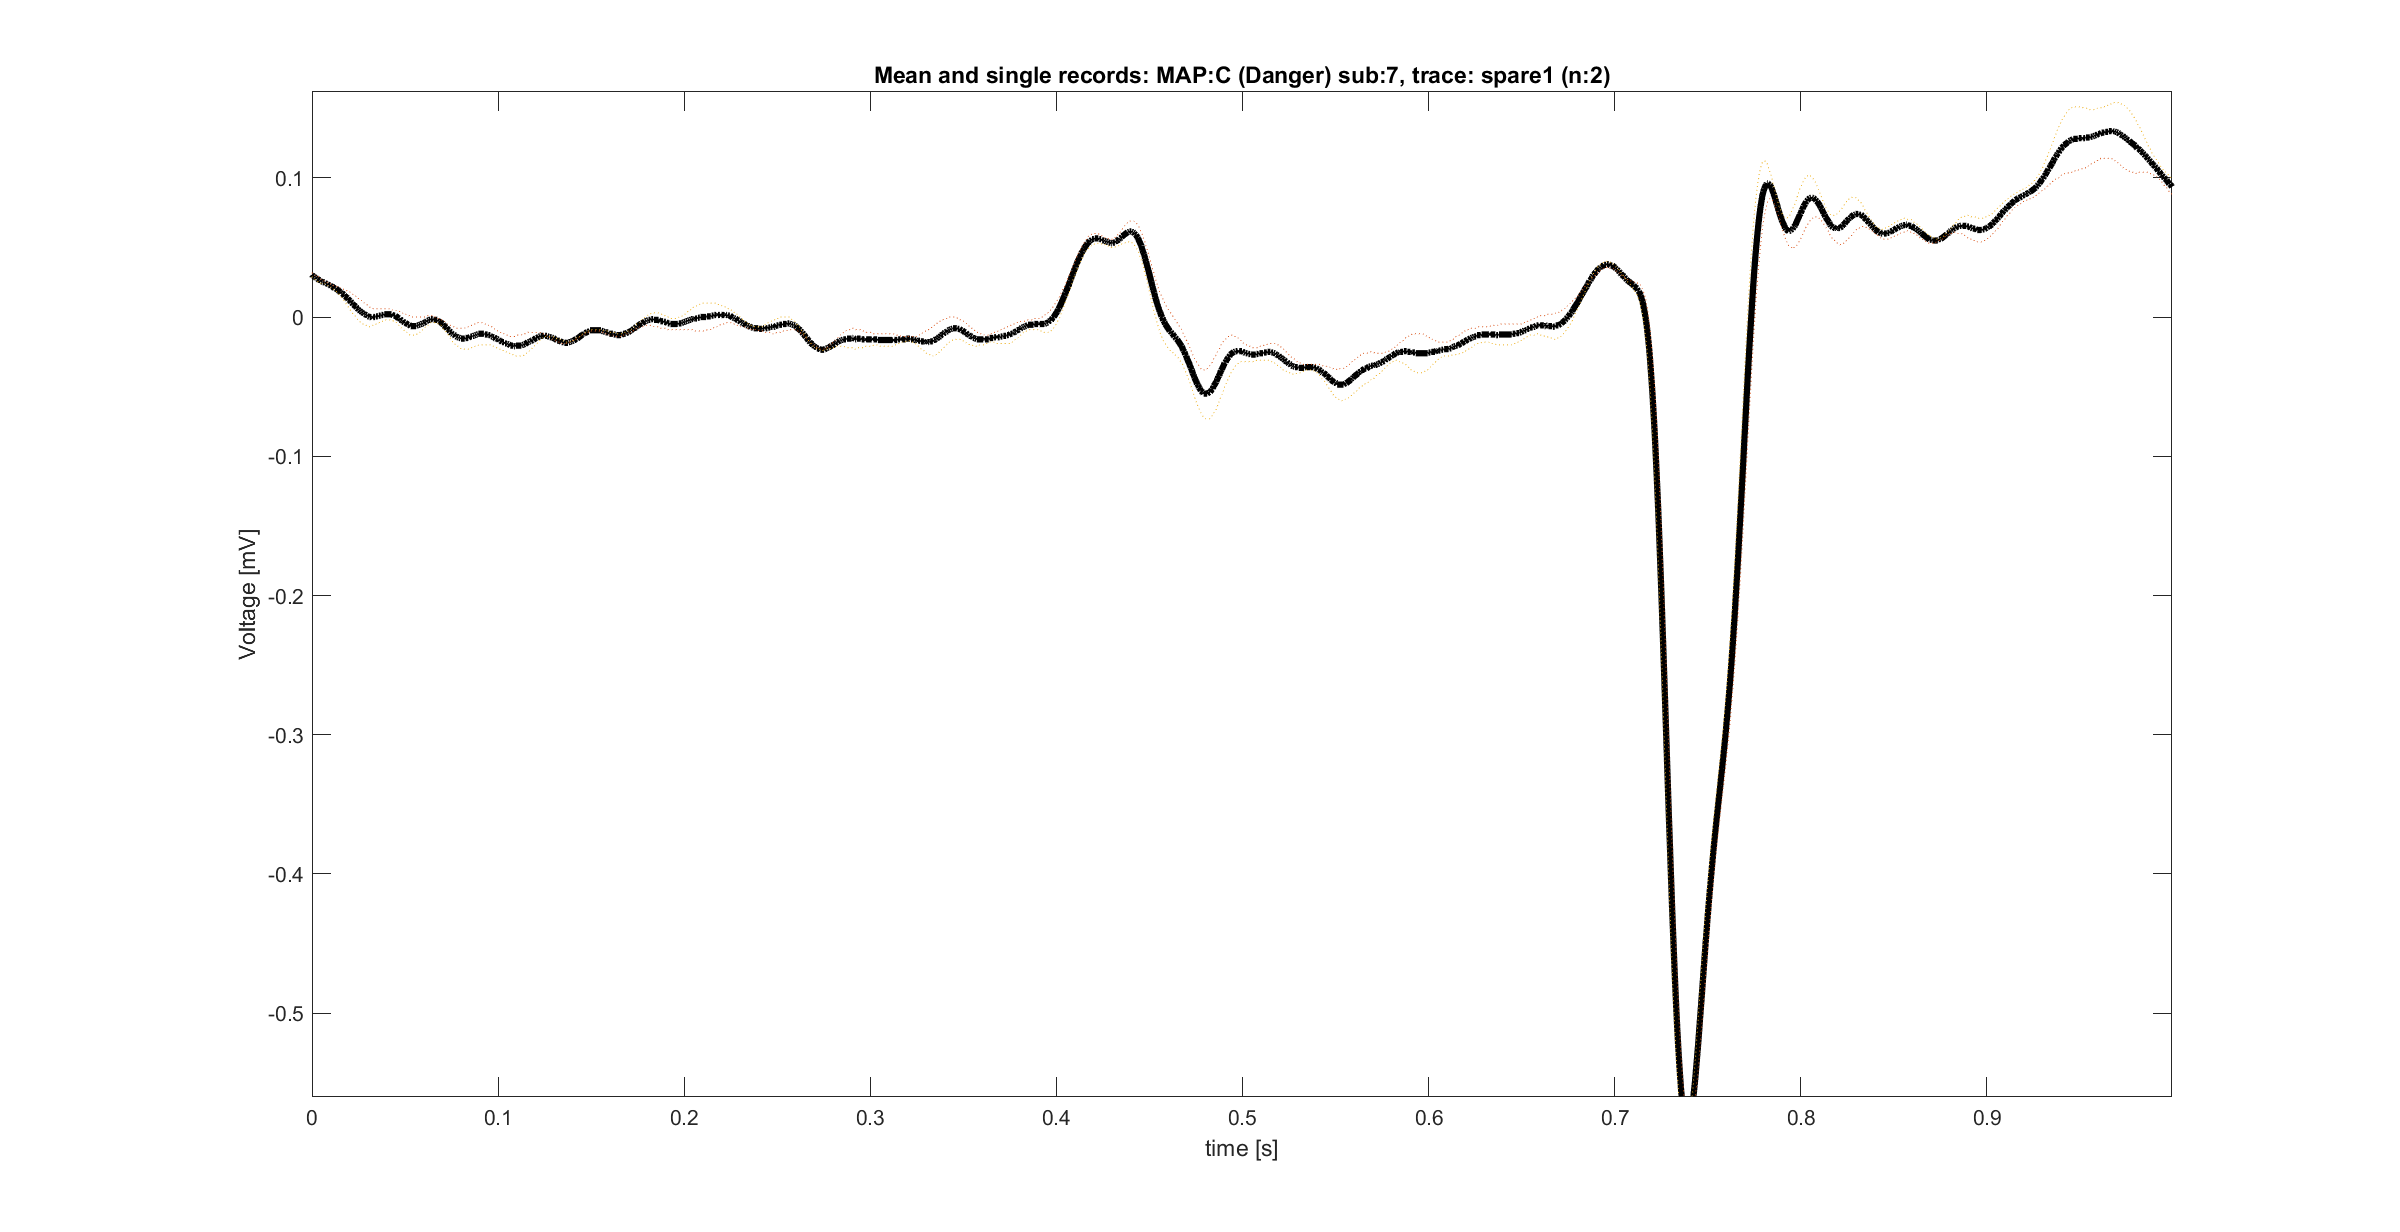 Mean and single records: MAP:C (Danger) sub:7, trace: spare1 (n:2)
0.1
0
-0.1
-0.2
-0.3
-0.4
-0.5
Voltage [mV]
0 0.1 0.2 0.3 0.4 0.5 0.6 0.7 0.8 0.9
time [s]